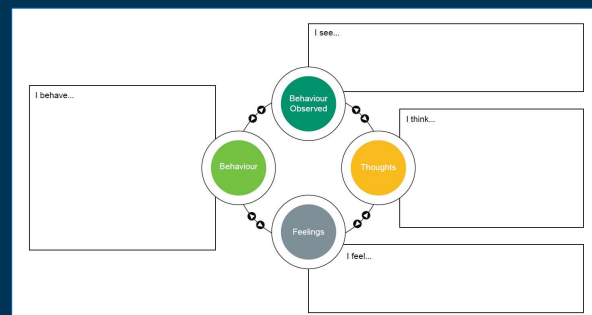 I see...
I behave...
Behaviour
Observed
I think...
Behaviour
Thoughts
Feelings
I feel...